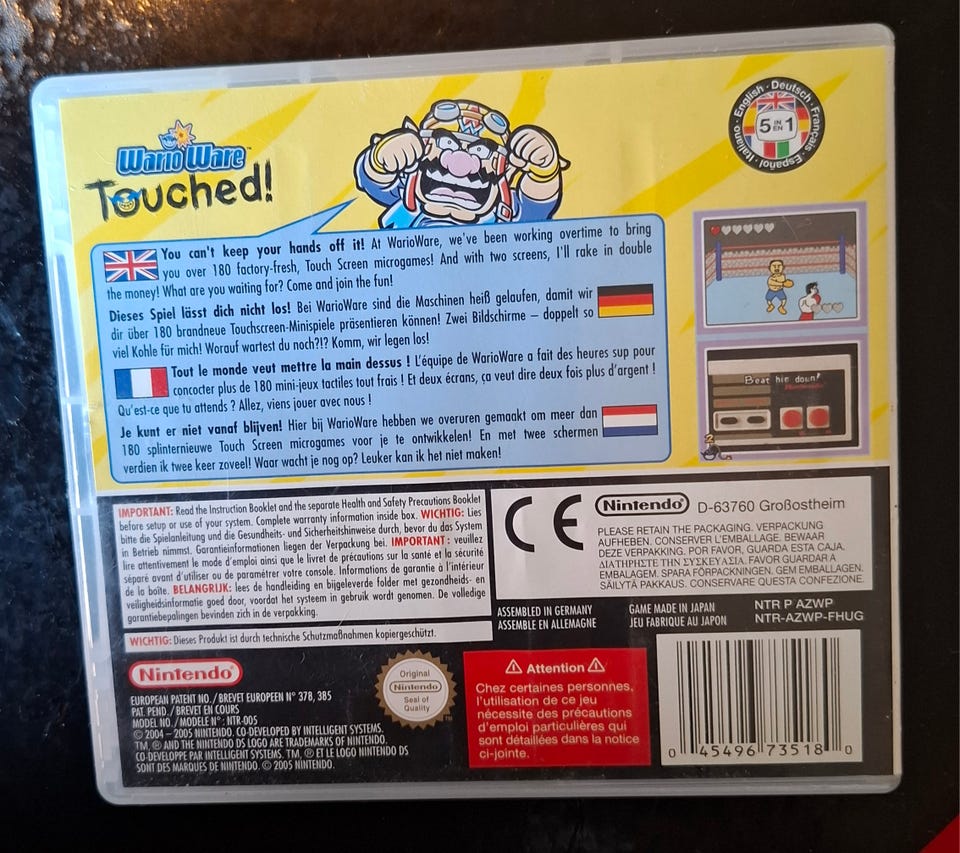 WarioWare™
Touched!
English · Deutsch · Français · Español · Italiano
5 IN EN 1
You can't keep your hands off it! At WarioWare, we've been working overtime to bring
you over 180 factory-fresh, Touch Screen microgames! And with two screens, I'll rake in double
the money! What are you waiting for? Come and join the fun!
Dieses Spiel lässt dich nicht los! Bei WarioWare sind die Maschinen heiß gelaufen, damit wir
dir über 180 brandneue Touchscreen-Minispiele präsentieren können! Zwei Bildschirme – doppelt so
viel Kohle für mich! Worauf wartest du noch?!? Komm, wir legen los!
Tout le monde veut mettre la main dessus ! L'équipe de WarioWare a fait des heures sup pour
concocter plus de 180 mini-jeux tactiles tout frais ! Et deux écrans, ça veut dire deux fois plus d'argent !
Qu'est-ce que tu attends ? Allez, viens jouer avec nous !
Je kunt er niet vanaf blijven! Hier bij WarioWare hebben we overuren gemaakt om meer dan
180 splinternieuwe Touch Screen microgames voor je te ontwikkelen! En met twee schermen
verdien ik twee keer zoveel! Waar wacht je nog op? Leuker kan ik het niet maken!
Beat him down!
Nintendo
2
IMPORTANT: Read the Instruction Booklet and the separate Health and Safety Precautions Booklet
before setup or use of your system. Complete warranty information inside box. WICHTIG: Lies
bitte die Spielanleitung und die Gesundheits- und Sicherheitshinweise durch, bevor du das System
in Betrieb nimmst. Garantieinformationen liegen der Verpackung bei. IMPORTANT : veuillez
lire attentivement le mode d'emploi ainsi que le livret de précautions sur la santé et la sécurité
séparé avant d'utiliser ou de paramétrer votre console. Informations de garantie à l'intérieur
de la boîte. BELANGRIJK: lees de handleiding en bijgeleverde folder met gezondheids- en
veiligheidsinformatie goed door, voordat het systeem in gebruik wordt genomen. De volledige
garantiebepalingen bevinden zich in de verpakking.
WICHTIG: Dieses Produkt ist durch technische Schutzmaßnahmen kopiergeschützt.
CE
Nintendo® D-63760 Großostheim
PLEASE RETAIN THE PACKAGING. VERPACKUNG
AUFHEBEN. CONSERVER L'EMBALLAGE. BEWAAR
DEZE VERPAKKING. POR FAVOR, GUARDA ESTA CAJA.
ΔΙΑΤΗΡΗΣΤΕ ΤΗΝ ΣΥΣΚΕΥΑΣΙΑ. FAVOR GUARDAR A
EMBALAGEM. SPARA FÖRPACKNINGEN. GEM EMBALLAGEN.
SÄILYTÄ PAKKAUS. CONSERVARE QUESTA CONFEZIONE.
ASSEMBLED IN GERMANY
ASSEMBLE EN ALLEMAGNE
GAME MADE IN JAPAN
JEU FABRIQUE AU JAPON
NTR P AZWP
NTR-AZWP-FHUG
Nintendo®
EUROPEAN PATENT NO./BREVET EUROPEEN N° 378, 385
PAT. PEND./BREVET EN COURS
MODEL NO./MODELE N° : NTR-005
© 2004 – 2005 NINTENDO. CO-DEVELOPED BY INTELLIGENT SYSTEMS.
TM, ® AND THE NINTENDO DS LOGO ARE TRADEMARKS OF NINTENDO.
CO-DEVELOPPE PAR INTELLIGENT SYSTEMS. TM, ® ET LE LOGO NINTENDO DS
SONT DES MARQUES DE NINTENDO. © 2005 NINTENDO.
Original
Nintendo®
Seal of
Quality
TM
⚠ Attention ⚠
Chez certaines personnes,
l'utilisation de ce jeu
nécessite des précautions
d'emploi particulières qui
sont détaillées dans la notice
ci-jointe.
0 45496 73518 0